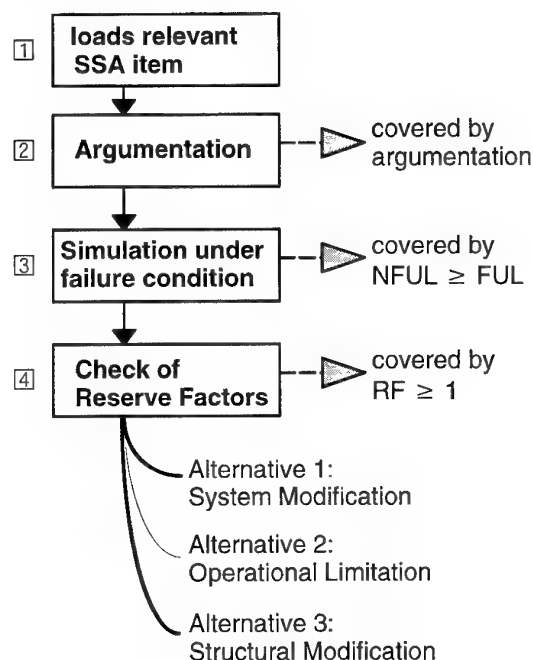 1
loads relevant
SSA item
2
Argumentation
covered by
argumentation
3
Simulation under
failure condition
covered by
NFUL ≥ FUL
4
Check of
Reserve Factors
covered by
RF ≥ 1
Alternative 1:
System Modification
Alternative 2:
Operational Limitation
Alternative 3:
Structural Modification